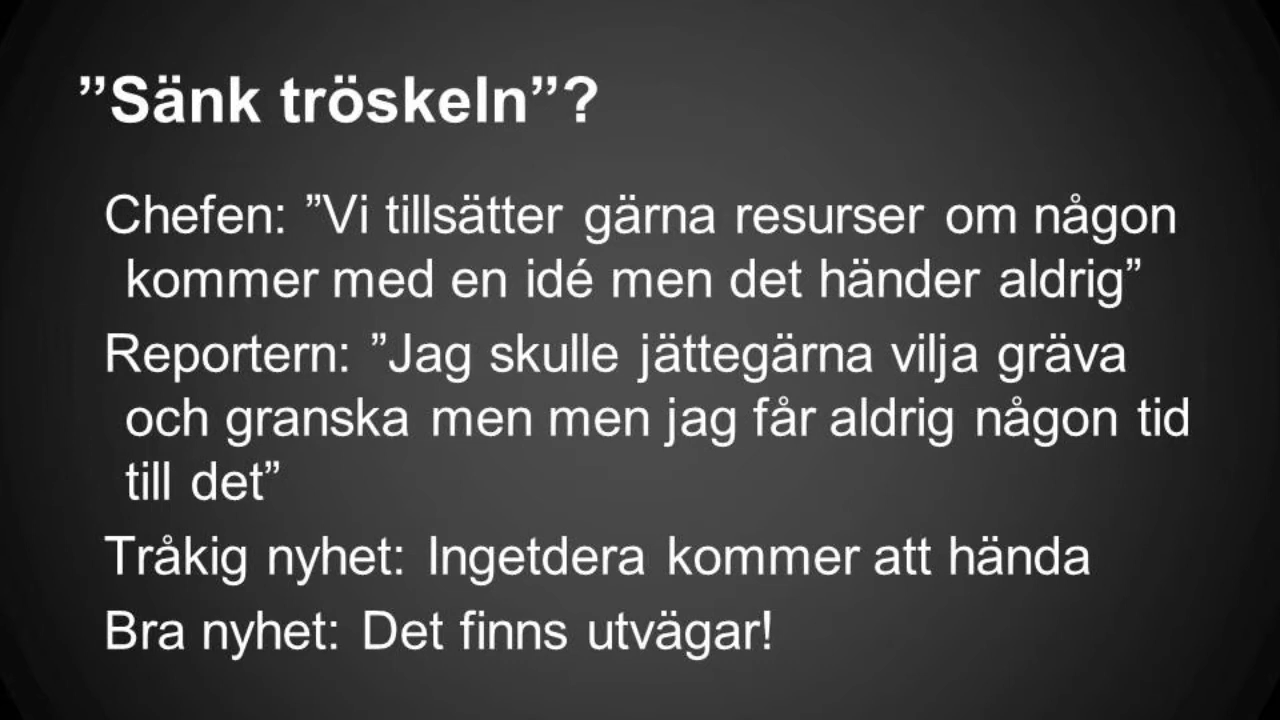 ”Sänk tröskeln”?
Chefen: ”Vi tillsätter gärna resurser om någon
kommer med en idé men det händer aldrig”
Reportern: ”Jag skulle jättegärna vilja gräva
och granska men men jag får aldrig någon tid
till det”
Tråkig nyhet: Ingetdera kommer att hända
Bra nyhet: Det finns utvägar!